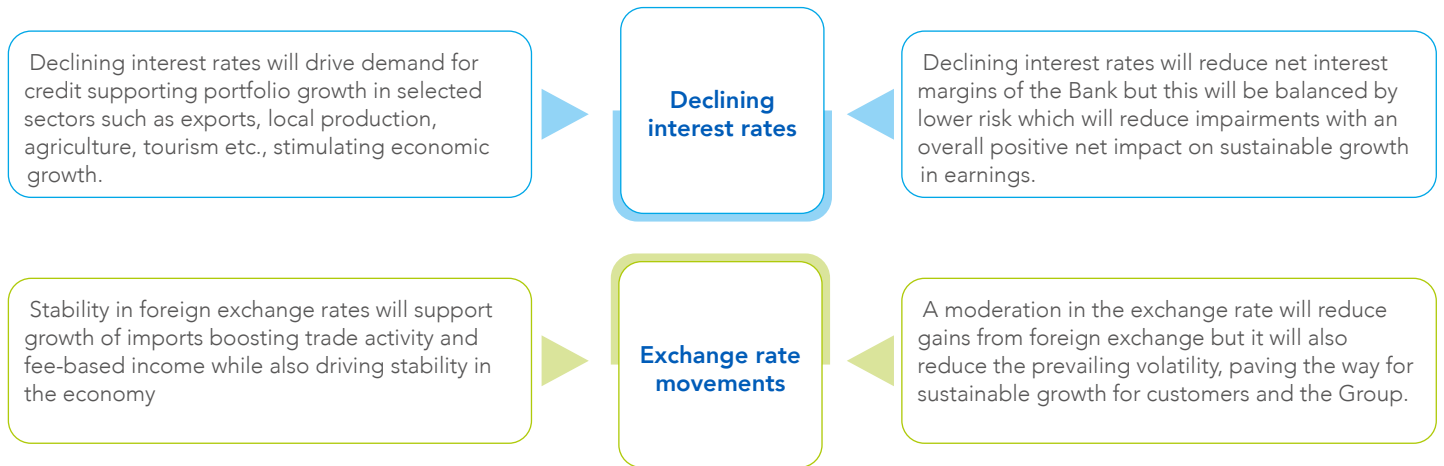 Declining interest rates will drive demand for
credit supporting portfolio growth in selected
sectors such as exports, local production,
agriculture, tourism etc., stimulating economic
growth.
Declining
interest rates
Declining interest rates will reduce net interest
margins of the Bank but this will be balanced by
lower risk which will reduce impairments with an
overall positive net impact on sustainable growth
in earnings.
Stability in foreign exchange rates will support
growth of imports boosting trade activity and
fee-based income while also driving stability in
the economy
Exchange rate
movements
A moderation in the exchange rate will reduce
gains from foreign exchange but it will also
reduce the prevailing volatility, paving the way for
sustainable growth for customers and the Group.